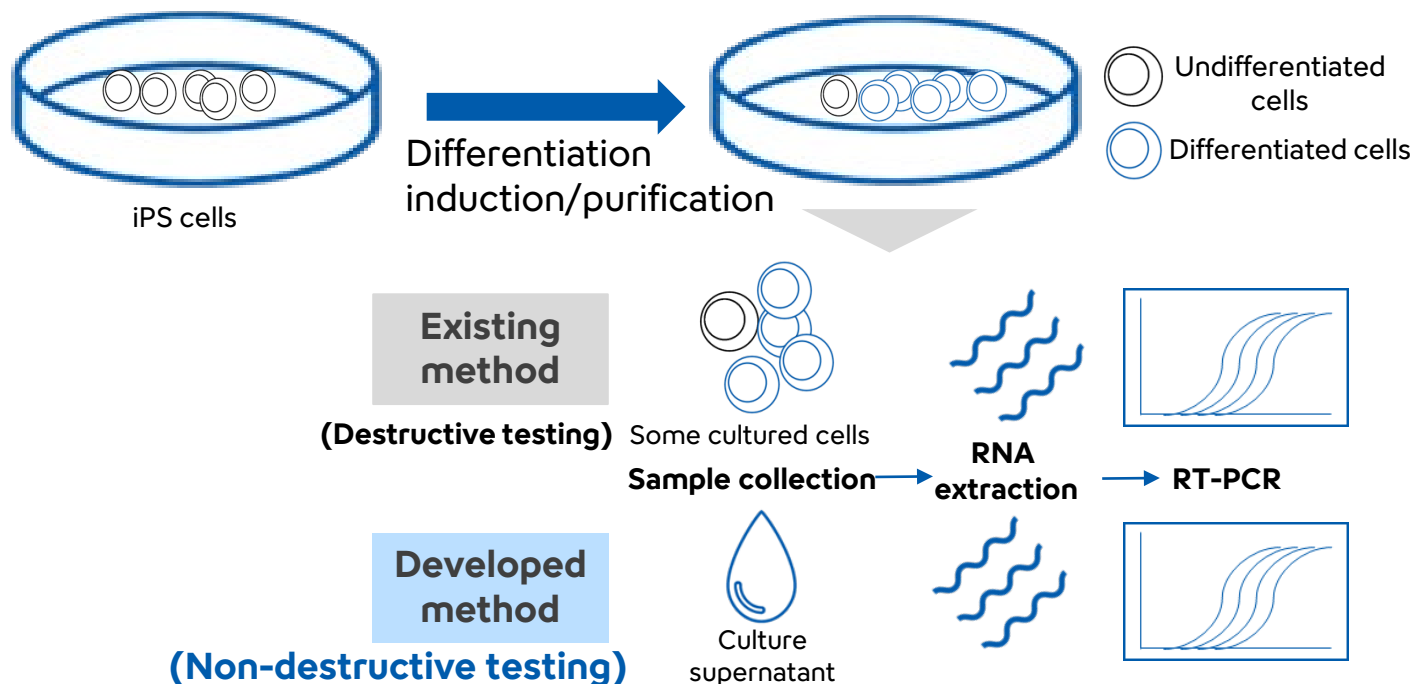 Undifferentiated
cells
Differentiated cells
Differentiation
induction/purification
iPS cells
Existing
method
(Destructive testing)
Some cultured cells
Sample collection
RNA
extraction
RT-PCR
Developed
method
(Non-destructive testing)
Culture
supernatant